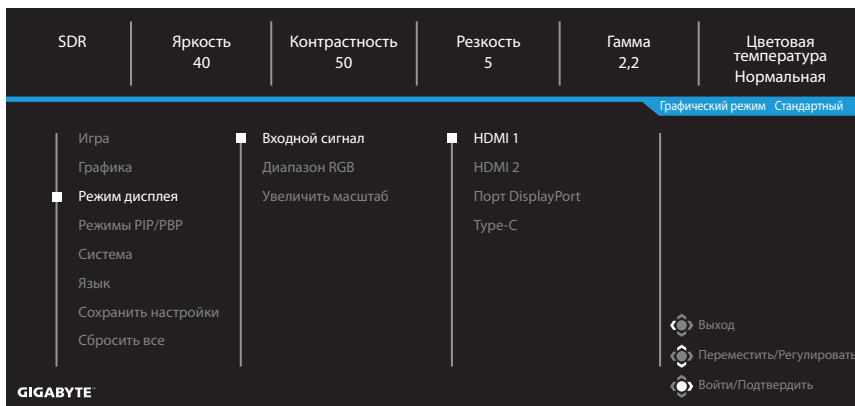 SDR
Яркость
40
Контрастность
50
Резкость
5
Гамма
2,2
Цветовая
температура
Нормальная
Графический режим Стандартный
Игра
Графика
Режим дисплея
Режимы PIP/PBP
Система
Язык
Сохранить настройки
Сбросить все
Входной сигнал
Диапазон RGB
Увеличить масштаб
HDMI 1
HDMI 2
Порт DisplayPort
Type-C
Выход
Переместить/Регулировать
Войти/Подтвердить
GIGABYTE™